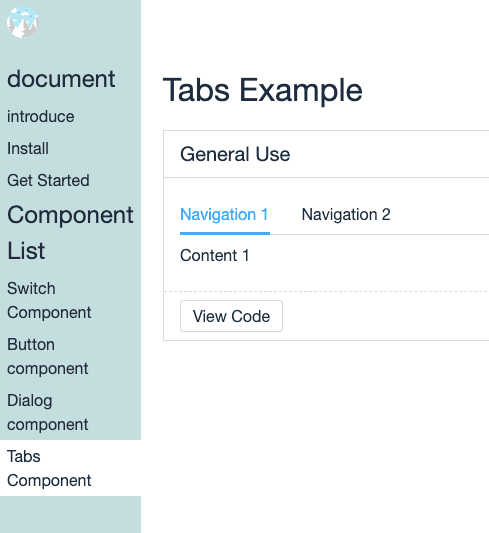 document
introduce
Install
Get Started
Component
List
Switch
Component
Button
component
Dialog
component
Tabs
Component
Tabs Example
General Use
Navigation 1 Navigation 2
Content 1
View Code